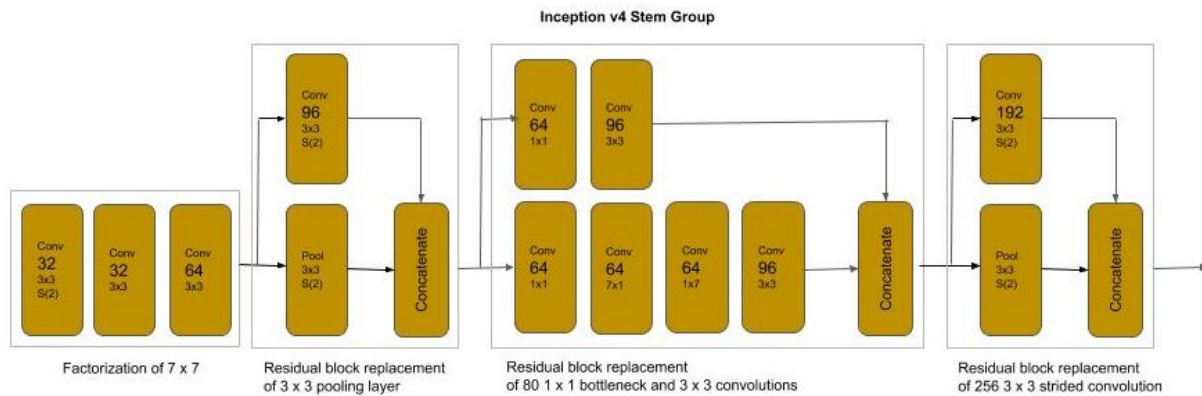 Inception v4 Stem Group
Conv
32
3x3
S(2)
Conv
32
3x3
Conv
64
3x3
Factorization of 7 x 7
Conv
96
3x3
S(2)
Pool
3x3
S(2)
Concatenate
Residual block replacement
of 3 x 3 pooling layer
Conv
64
1x1
Conv
96
3x3
Conv
64
1x1
Conv
64
7x1
Conv
64
1x7
Conv
96
3x3
Concatenate
Residual block replacement
of 80 1 x 1 bottleneck and 3 x 3 convolutions
Conv
192
3x3
S(2)
Pool
3x3
S(2)
Concatenate
Residual block replacement
of 256 3 x 3 strided convolution